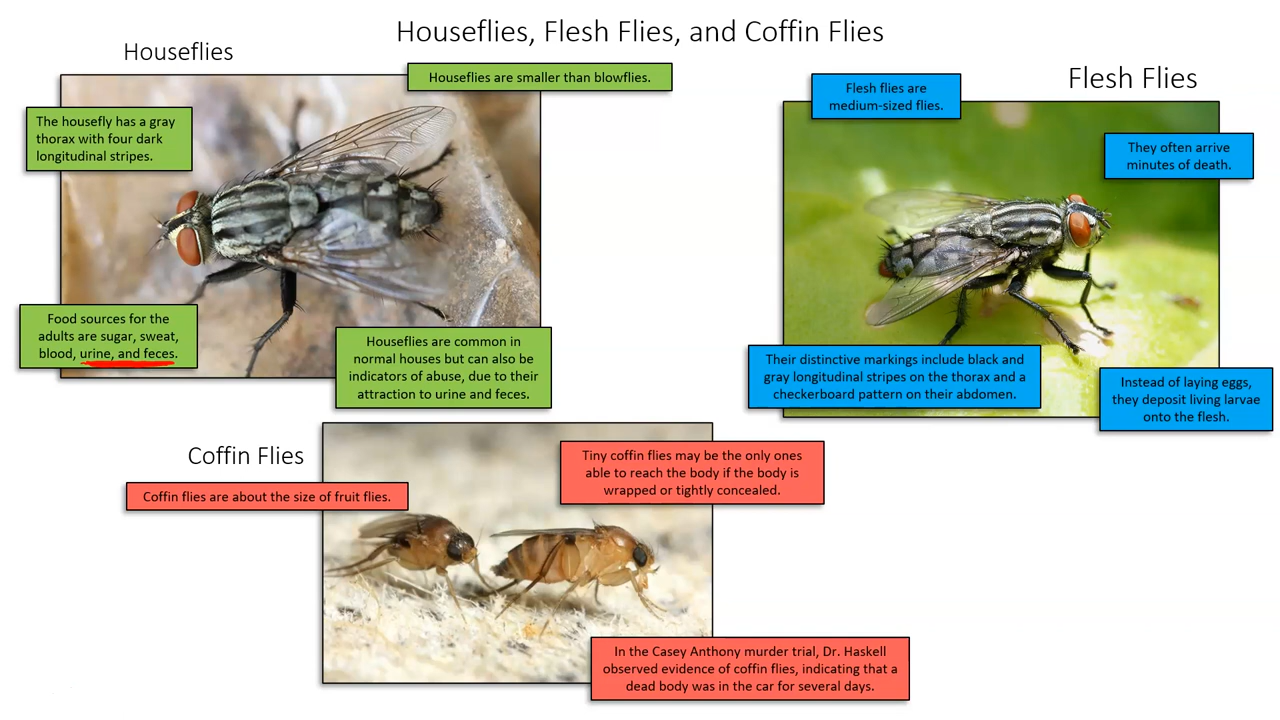 Houseflies, Flesh Flies, and Coffin Flies
Houseflies
Houseflies are smaller than blowflies.
The housefly has a gray
thorax with four dark
longitudinal stripes.
Food sources for the
adults are sugar, sweat,
blood, urine, and feces.
Houseflies are common in
normal houses but can also be
indicators of abuse, due to their
attraction to urine and feces.
Flesh Flies
Flesh flies are
medium-sized flies.
They often arrive
minutes of death.
Their distinctive markings include black and
gray longitudinal stripes on the thorax and a
checkerboard pattern on their abdomen.
Instead of laying eggs,
they deposit living larvae
onto the flesh.
Coffin Flies
Coffin flies are about the size of fruit flies.
Tiny coffin flies may be the only ones
able to reach the body if the body is
wrapped or tightly concealed.
In the Casey Anthony murder trial, Dr. Haskell
observed evidence of coffin flies, indicating that a
dead body was in the car for several days.